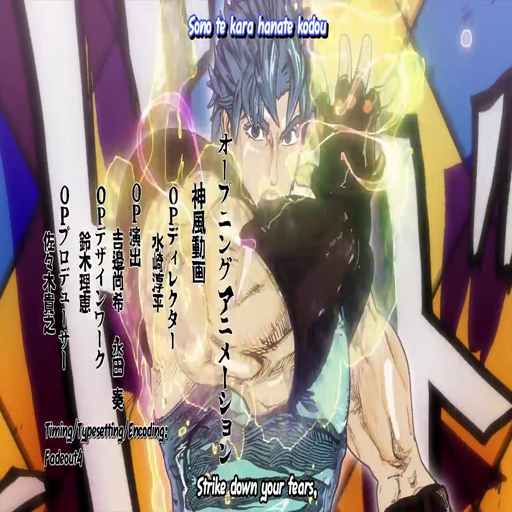 Sono te kara hanate kodou
オープニングアニメーション
神風動画
OPディレクター
水崎淳平
OP演出
吉邉尚希 永田 奏
OPデザインワーク
鈴木理恵
OPプロデューサー
佐々木貴之
Timing/Typesetting/Encoding:
Fadeout4
Strike down your fears,